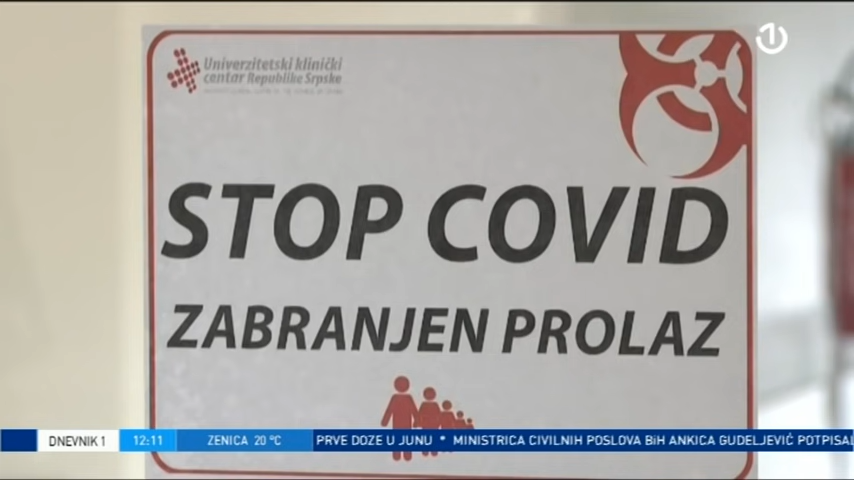 Univerzitetski klinički
centar Republike Srpske
STOP COVID
ZABRANJEN PROLAZ
DNEVNIK 1
12:11
ZENICA 20 °C
PRVE DOZE U JUNU * MINISTRICA CIVILNIH POSLOVA BiH ANKICA GUDELJEVIĆ POTPISAL